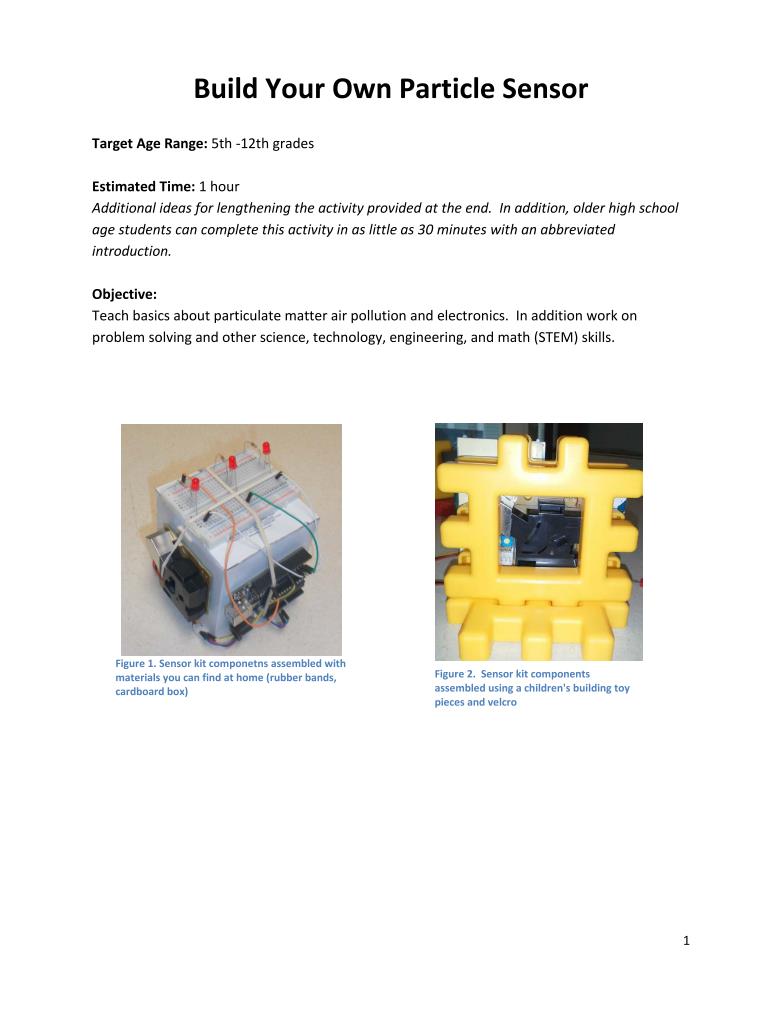 Build Your Own Particle Sensor
Target Age Range: 5th -12th grades
Estimated Time: 1 hour
Additional ideas for lengthening the activity provided at the end.  In addition, older high school
age students can complete this activity in as little as 30 minutes with an abbreviated
introduction.
Objective:
Teach basics about particulate matter air pollution and electronics.  In addition work on
problem solving and other science, technology, engineering, and math (STEM) skills.
Figure 1. Sensor kit componetns assembled with
materials you can find at home (rubber bands,
cardboard box)
Figure 2.  Sensor kit components
assembled using a children's building toy
pieces and velcro
1